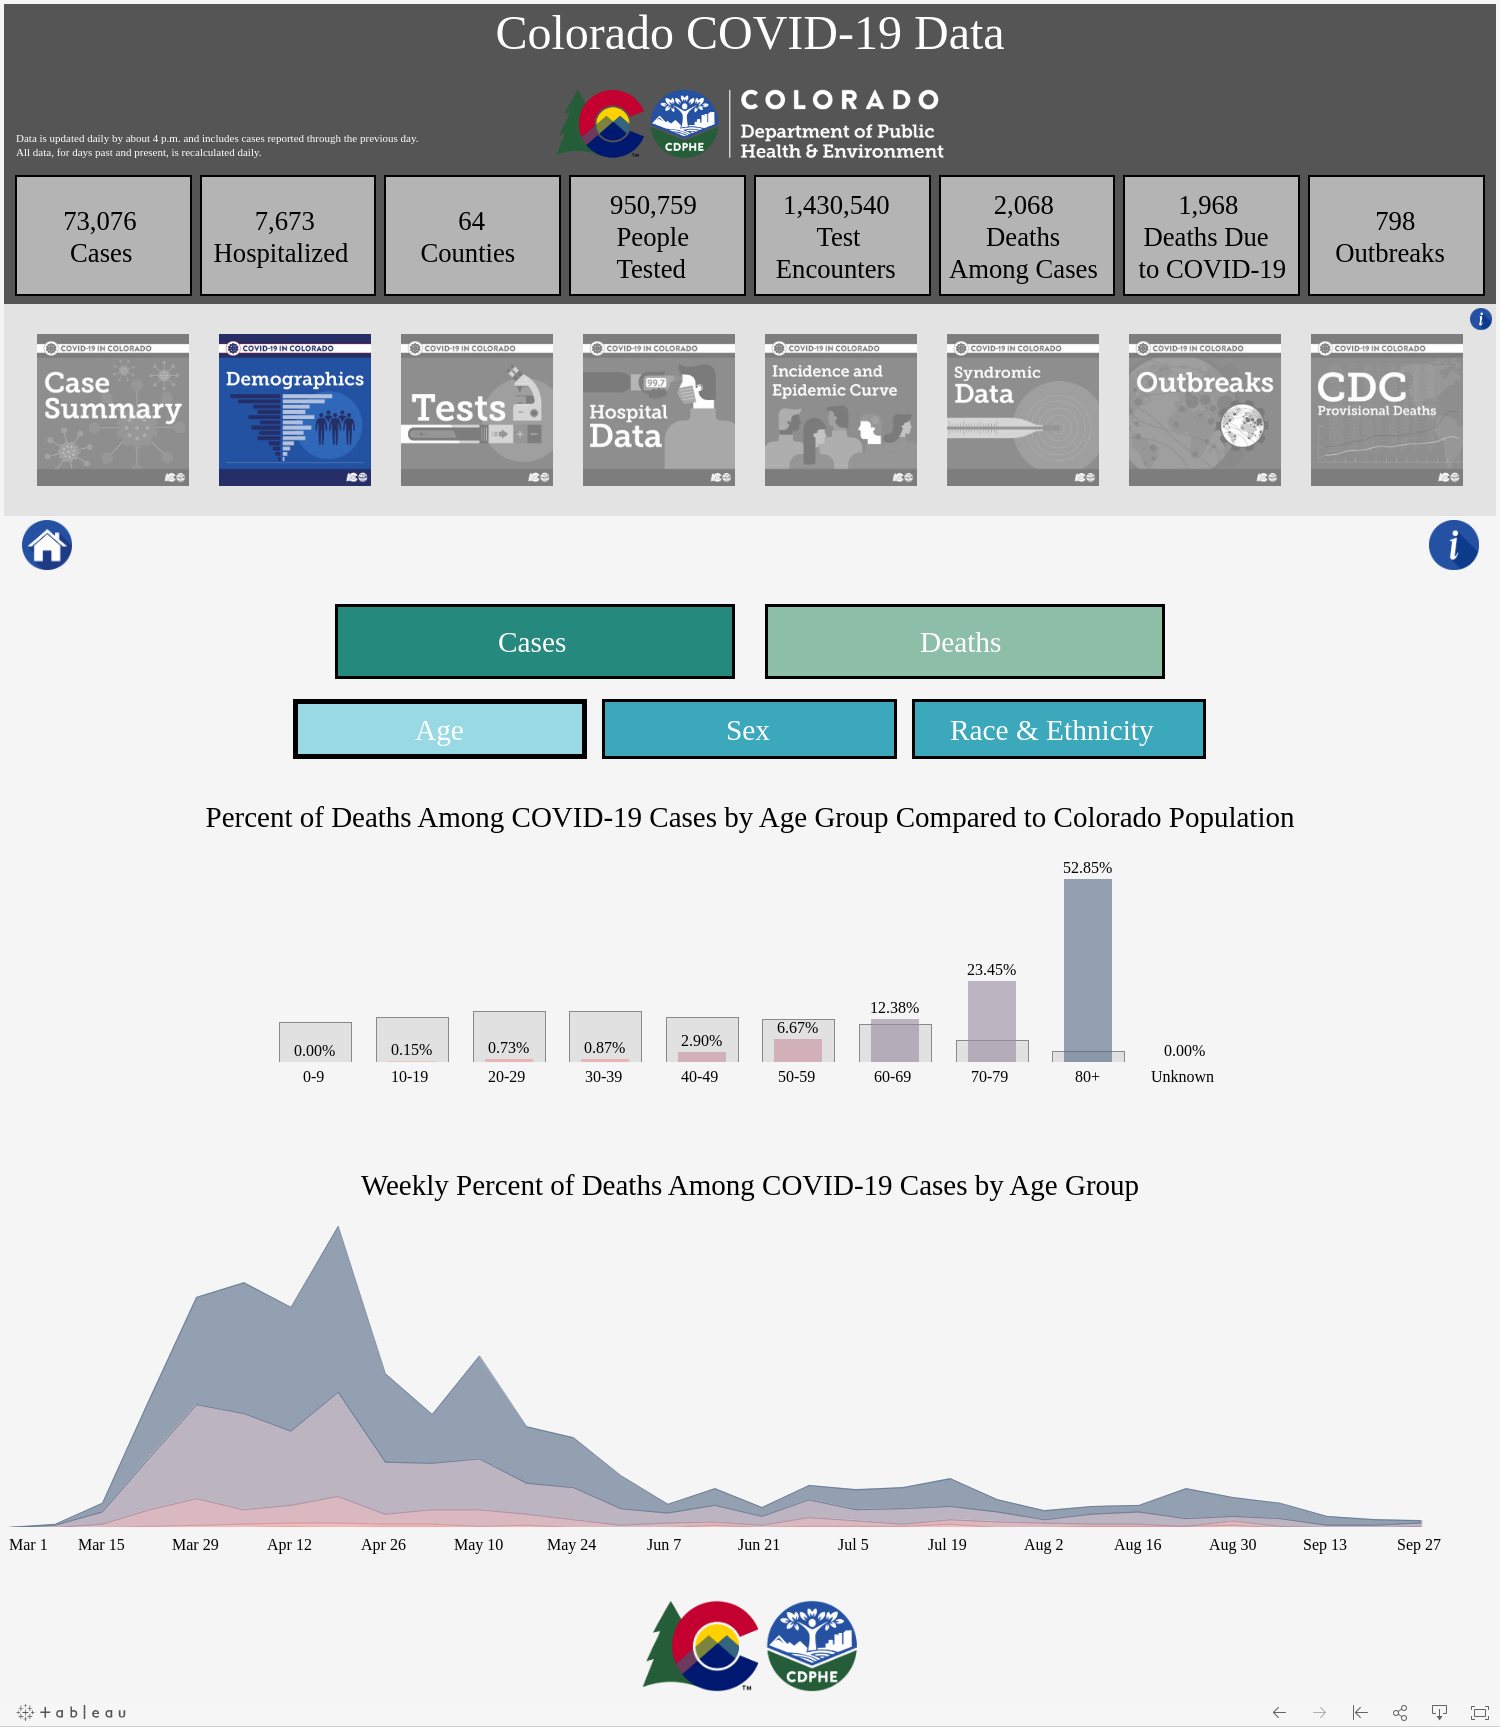 Colorado COVID-19 Data
COLORADO
Department of Public
Health & Environment
CDPHE
TM
Data is updated daily by about 4 p.m. and includes cases reported through the previous day.
All data, for days past and present, is recalculated daily.
73,076
Cases
7,673
Hospitalized
64
Counties
950,759
People
Tested
1,430,540
Test
Encounters
2,068
Deaths
Among Cases
1,968
Deaths Due
to COVID-19
798
Outbreaks
i
COVID-19 IN COLORADO
Case
Summary
COVID-19 IN COLORADO
Demographics
COVID-19 IN COLORADO
Tests
COVID-19 IN COLORADO
99.7
Hospital
Data
COVID-19 IN COLORADO
Incidence and
Epidemic Curve
COVID-19 IN COLORADO
Syndromic
Data
COVID-19 IN COLORADO
Outbreaks
COVID-19 IN COLORADO
CDC
Provisional Deaths
i
Cases
Deaths
Age
Sex
Race & Ethnicity
Percent of Deaths Among COVID-19 Cases by Age Group Compared to Colorado Population
0.00% 0.15% 0.73% 0.87% 2.90% 6.67% 12.38% 23.45% 52.85% 0.00%
0-9 10-19 20-29 30-39 40-49 50-59 60-69 70-79 80+ Unknown
Weekly Percent of Deaths Among COVID-19 Cases by Age Group
Mar 1 Mar 15 Mar 29 Apr 12 Apr 26 May 10 May 24 Jun 7 Jun 21 Jul 5 Jul 19 Aug 2 Aug 16 Aug 30 Sep 13 Sep 27
TM
CDPHE
+ableau